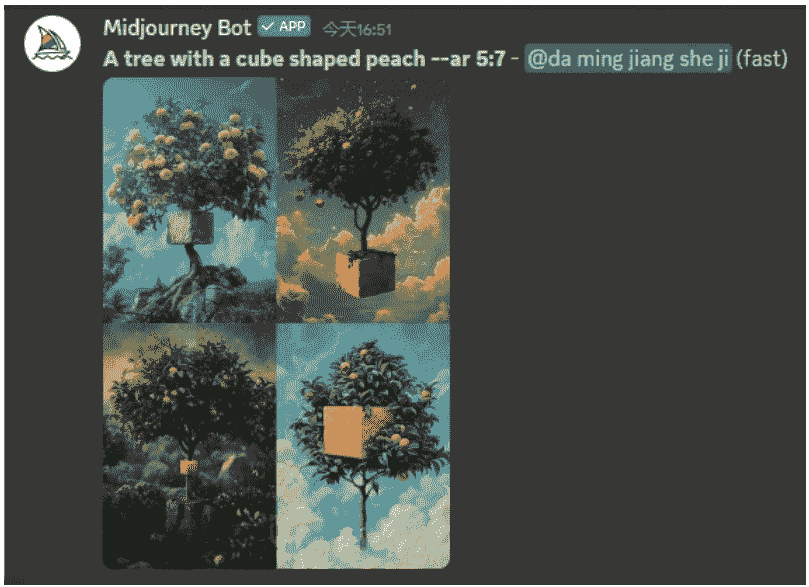 Midjourney Bot ✓ APP 今天16:51
A tree with a cube shaped peach --ar 5:7 - @da ming jiang she ji (fast)